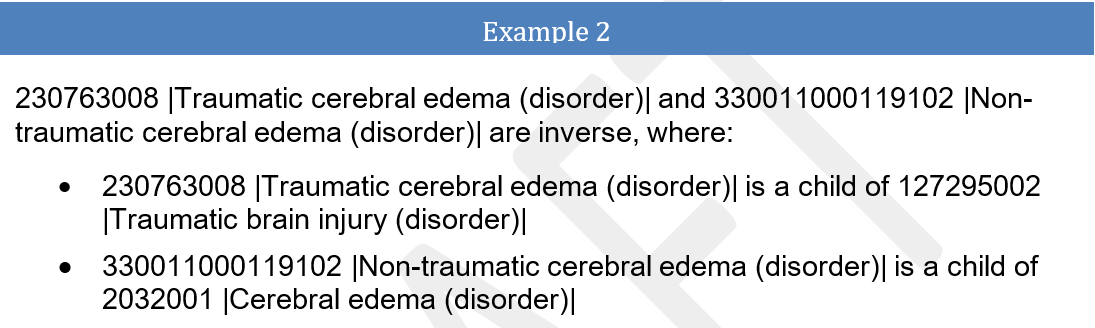 Example 2
230763008 |Traumatic cerebral edema (disorder)| and 330011000119102 |Non-
traumatic cerebral edema (disorder)| are inverse, where:
• 230763008 |Traumatic cerebral edema (disorder)| is a child of 127295002
|Traumatic brain injury (disorder)|
• 330011000119102 |Non-traumatic cerebral edema (disorder)| is a child of
2032001 |Cerebral edema (disorder)|